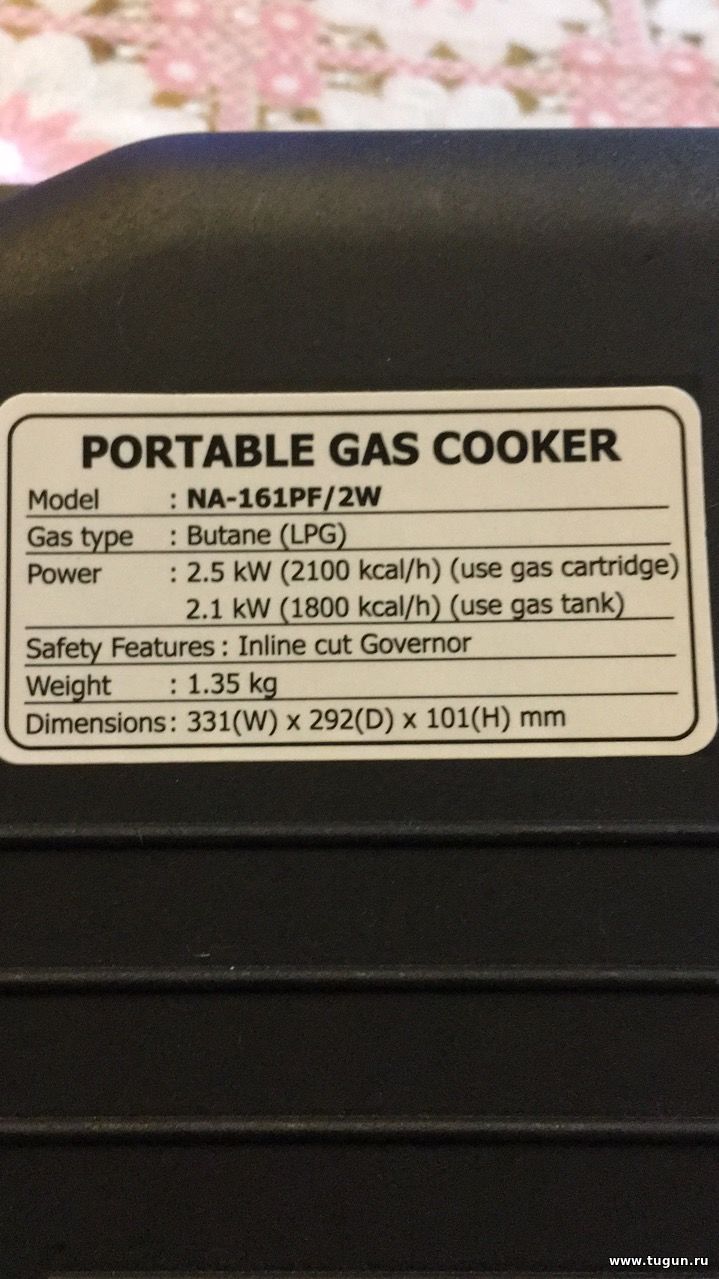 PORTABLE GAS COOKER
Model : NA-161PF/2W
Gas type : Butane (LPG)
Power : 2.5 kW (2100 kcal/h) (use gas cartridge)
2.1 kW (1800 kcal/h) (use gas tank)
Safety Features : Inline cut Governor
Weight : 1.35 kg
Dimensions : 331(W) x 292(D) x 101(H) mm
www.tugun.ru